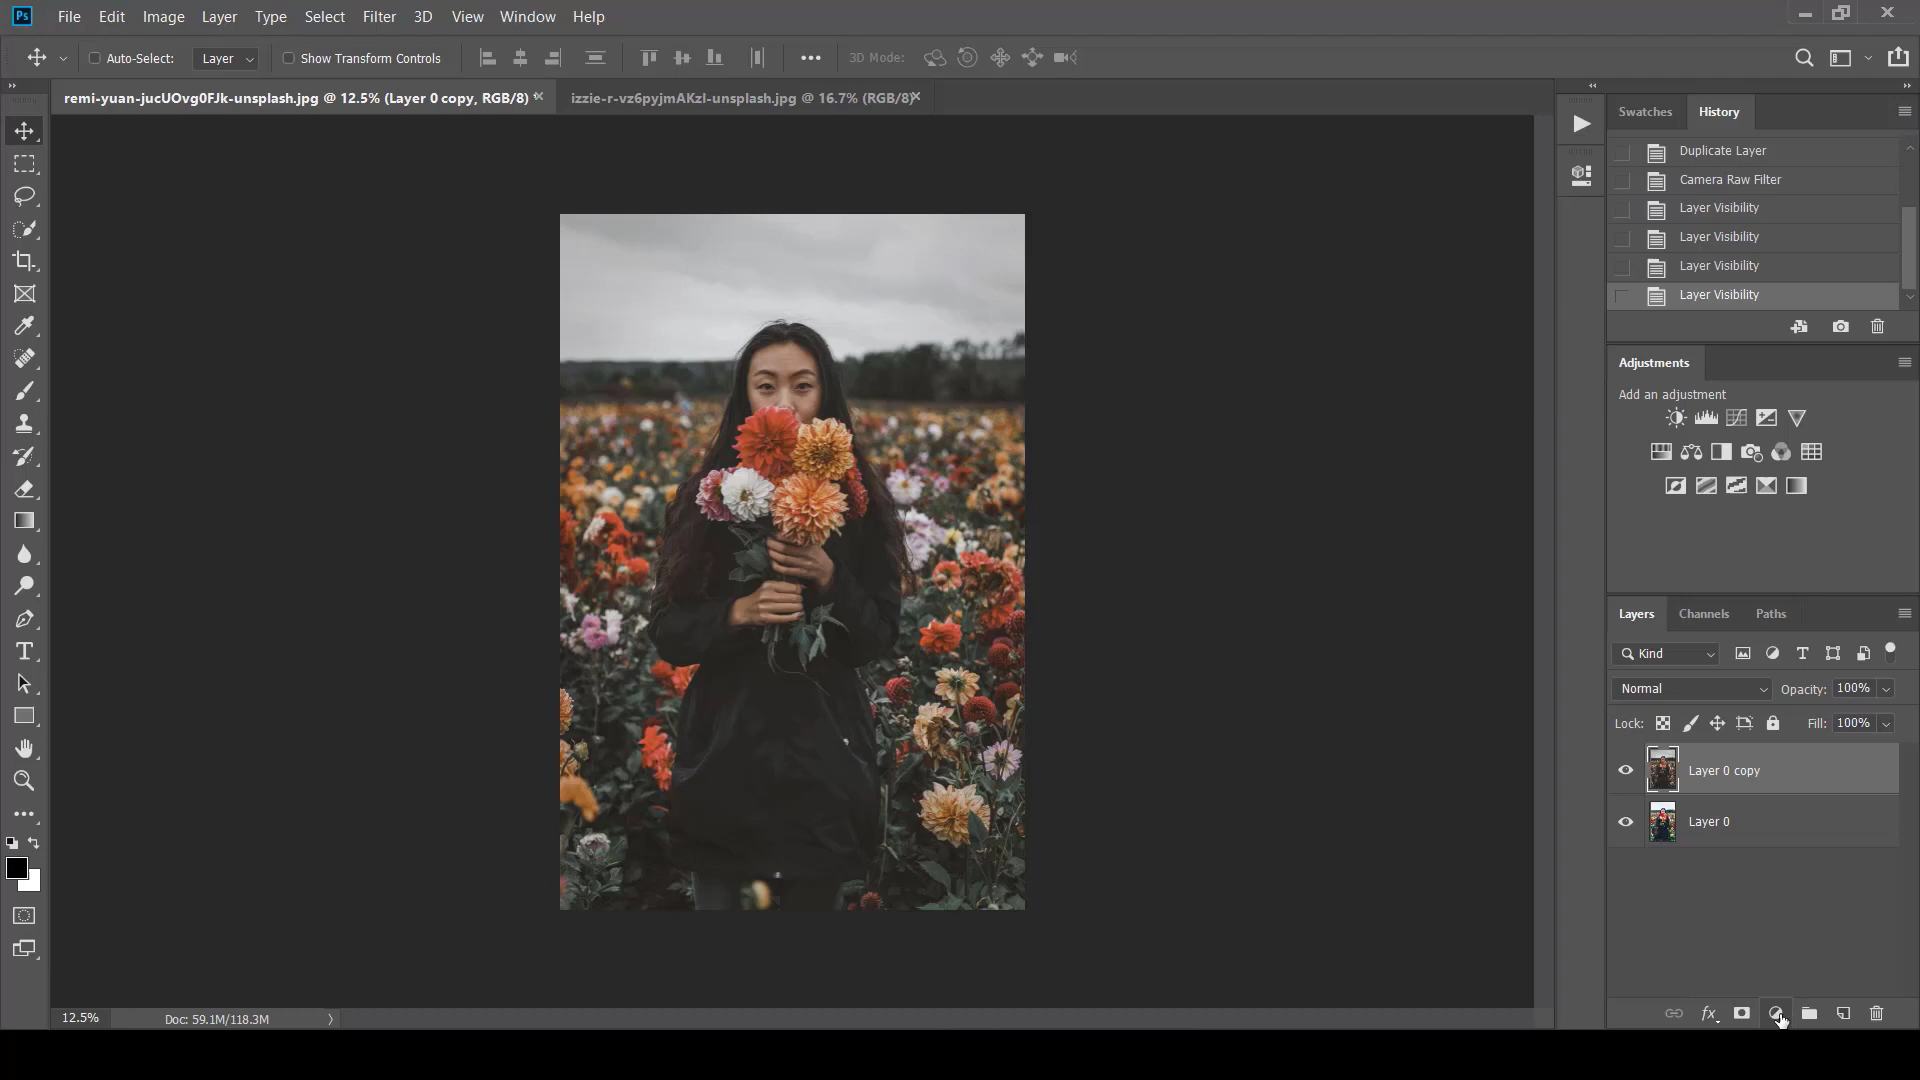 Ps File Edit Image Layer Type Select Filter 3D View Window Help
Auto-Select: Layer Show Transform Controls 3D Mode:
remi-yuan-jucUOvg0FJk-unsplash.jpg @ 12.5% (Layer 0 copy, RGB/8) * izzie-r-vz6pyjmAKzI-unsplash.jpg @ 16.7% (RGB/8)
Swatches History
Duplicate Layer
Camera Raw Filter
Layer Visibility
Layer Visibility
Layer Visibility
Layer Visibility
Adjustments
Add an adjustment
Layers Channels Paths
Kind
Normal Opacity: 100%
Lock: Fill: 100%
Layer 0 copy
Layer 0
fx
12.5% Doc: 59.1M/118.3M